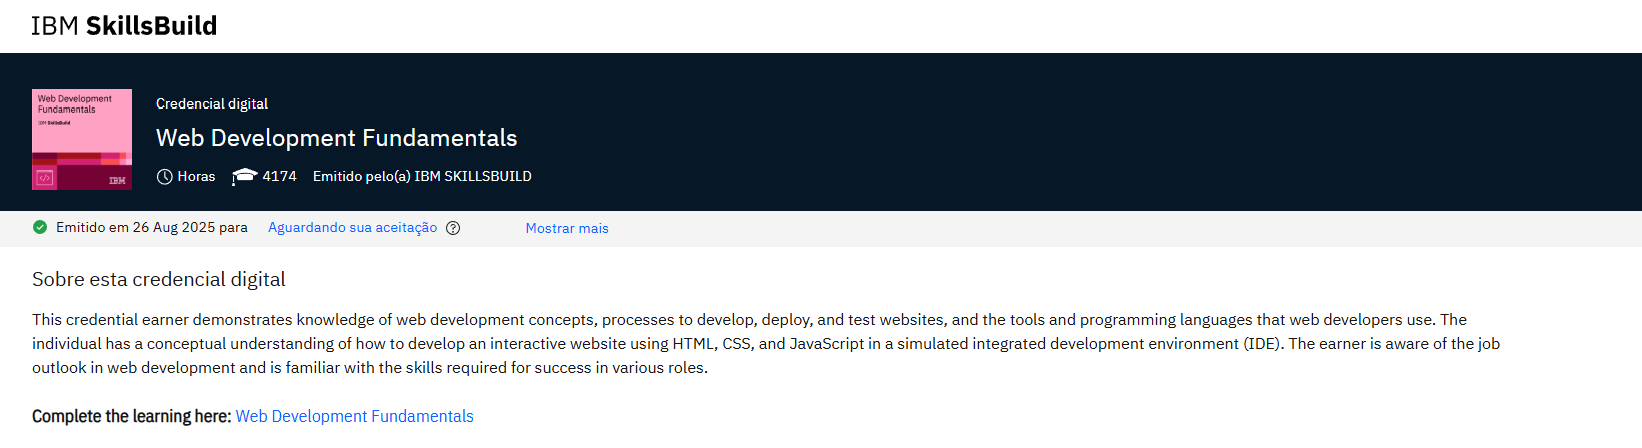 IBM SkillsBuild
Web Development
Fundamentals
IBM SkillsBuild
</>
IBM
Credencial digital
Web Development Fundamentals
Horas 4174 Emitido pelo(a) IBM SKILLSBUILD
Emitido em 26 Aug 2025 para Aguardando sua aceitação ? Mostrar mais
Sobre esta credencial digital
This credential earner demonstrates knowledge of web development concepts, processes to develop, deploy, and test websites, and the tools and programming languages that web developers use. The
individual has a conceptual understanding of how to develop an interactive website using HTML, CSS, and JavaScript in a simulated integrated development environment (IDE). The earner is aware of the job
outlook in web development and is familiar with the skills required for success in various roles.
Complete the learning here: Web Development Fundamentals